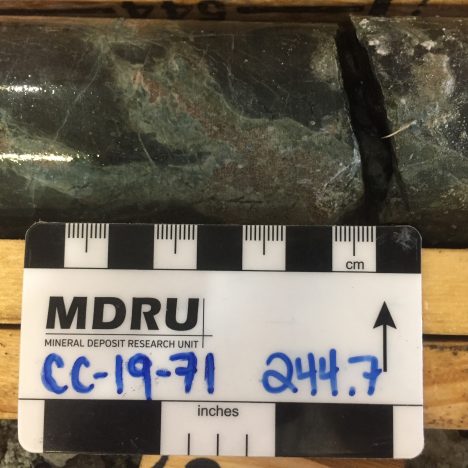 cm
MDRU
MINERAL DEPOSIT RESEARCH UNIT
CC-19-71 244.7
inches